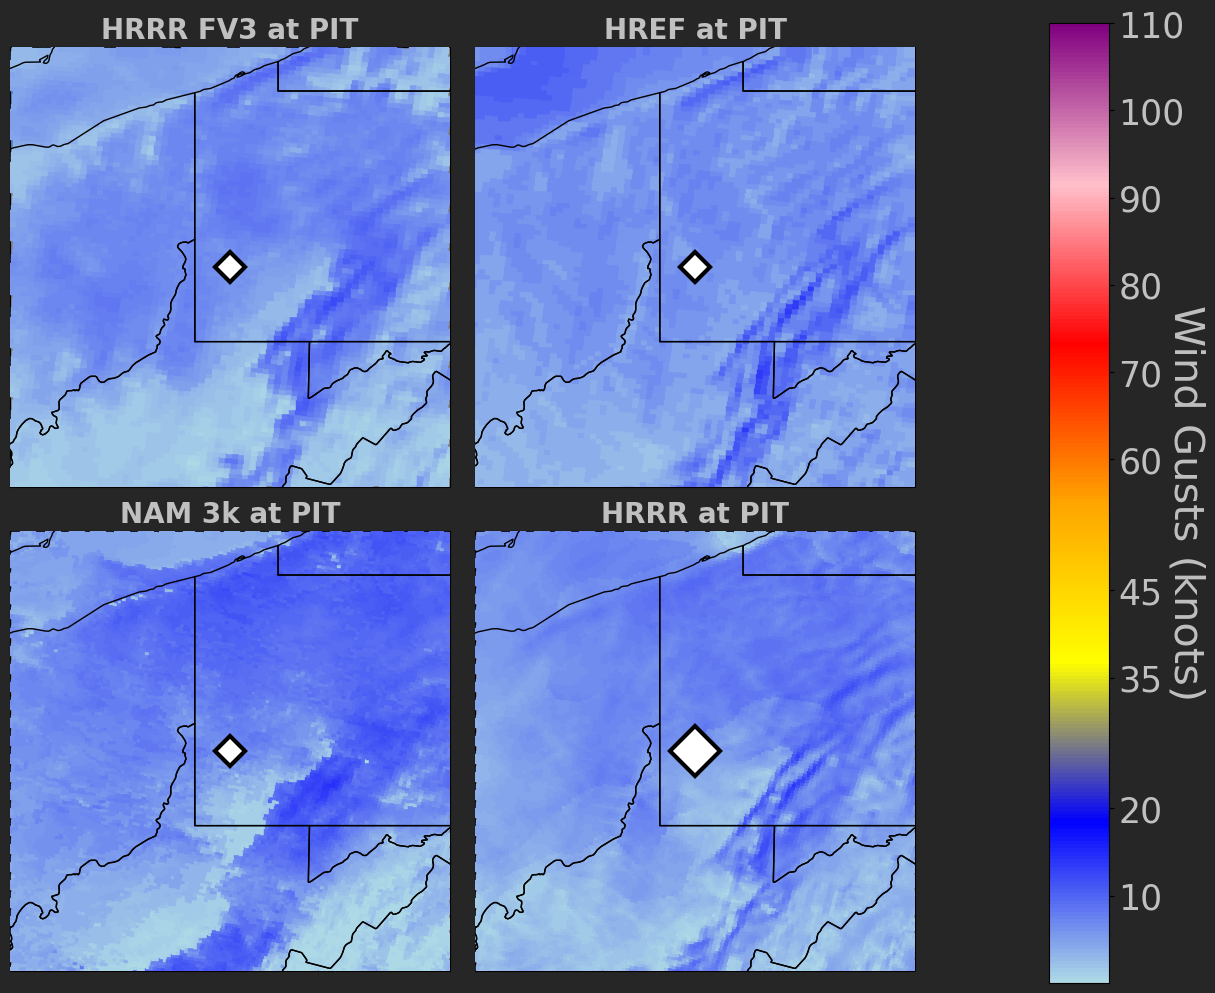 HRRR FV3 at PIT
HREF at PIT
NAM 3k at PIT
HRRR at PIT
110
100
90
80
70
60
45
35
20
10
Wind Gusts (knots)